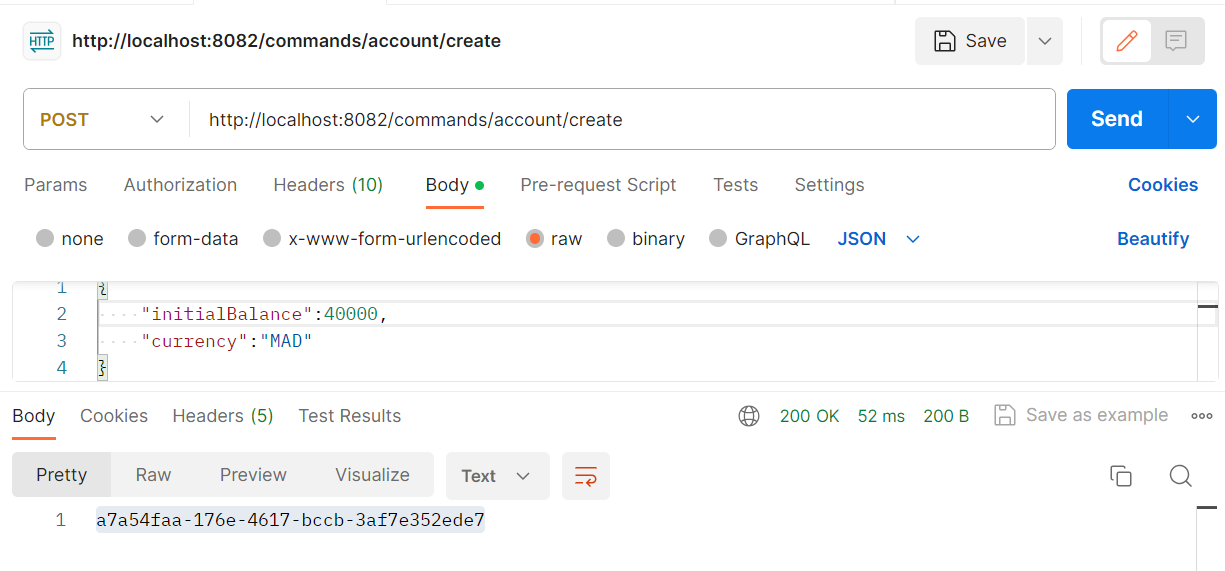 HTTP http://localhost:8082/commands/account/create Save
POST http://localhost:8082/commands/account/create Send
Params Authorization Headers (10) Body Pre-request Script Tests Settings Cookies
none form-data x-www-form-urlencoded raw binary GraphQL JSON Beautify
1 {
2 "initialBalance":40000,
3 "currency":"MAD"
4 }
Body Cookies Headers (5) Test Results 200 OK 52 ms 200 B Save as example
Pretty Raw Preview Visualize Text
1 a7a54faa-176e-4617-bccb-3af7e352ede7